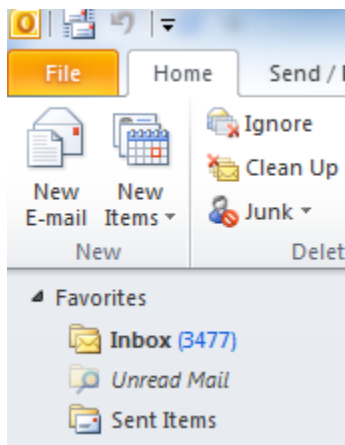 File Home Send /
Ignore
Clean Up
New New
E-mail Items
Junk
New Delet
Favorites
Inbox (3477)
Unread Mail
Sent Items